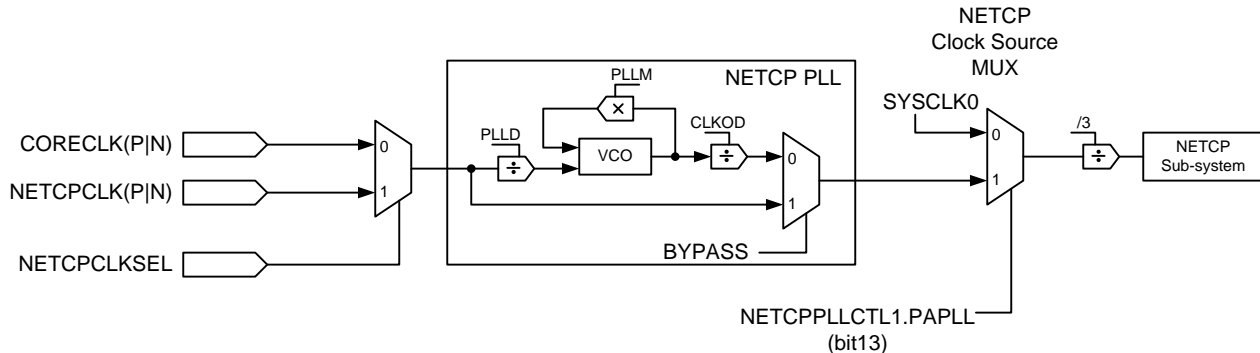 NETCP
Clock Source
MUX
NETCP PLL
PLLM
×
SYSCLK0
CLKOD
PLLD
/3
CORECLK(P|N)
0
÷
VCO
÷
0
0
÷
NETCP
Sub-system
NETCPCLK(P|N)
1
1
1
BYPASS
NETCPCLKSEL
NETCPPLLCTL1.PAPLL
(bit13)